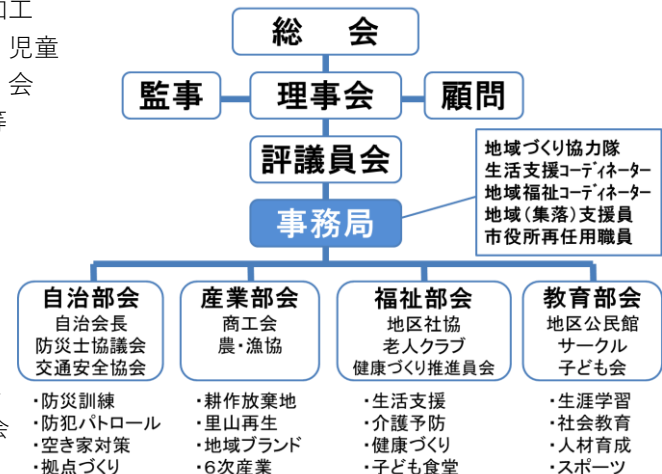 加工
児童
会
等
会
総　会
監事
理事会
顧問
評議員会
事務局
地域づくり協力隊
生活支援コーディネーター
地域福祉コーディネーター
地域(集落)支援員
市役所再任用職員
自治部会
自治会長
防災士協議会
交通安全協会
・防災訓練
・防犯パトロール
・空き家対策
・拠点づくり
産業部会
商工会
農・漁協
・耕作放棄地
・里山再生
・地域ブランド
・6次産業
福祉部会
地区社協
老人クラブ
健康づくり推進員会
・生活支援
・介護予防
・健康づくり
・子ども食堂
教育部会
地区公民館
サークル
子ども会
・生涯学習
・社会教育
・人材育成
・スポーツ